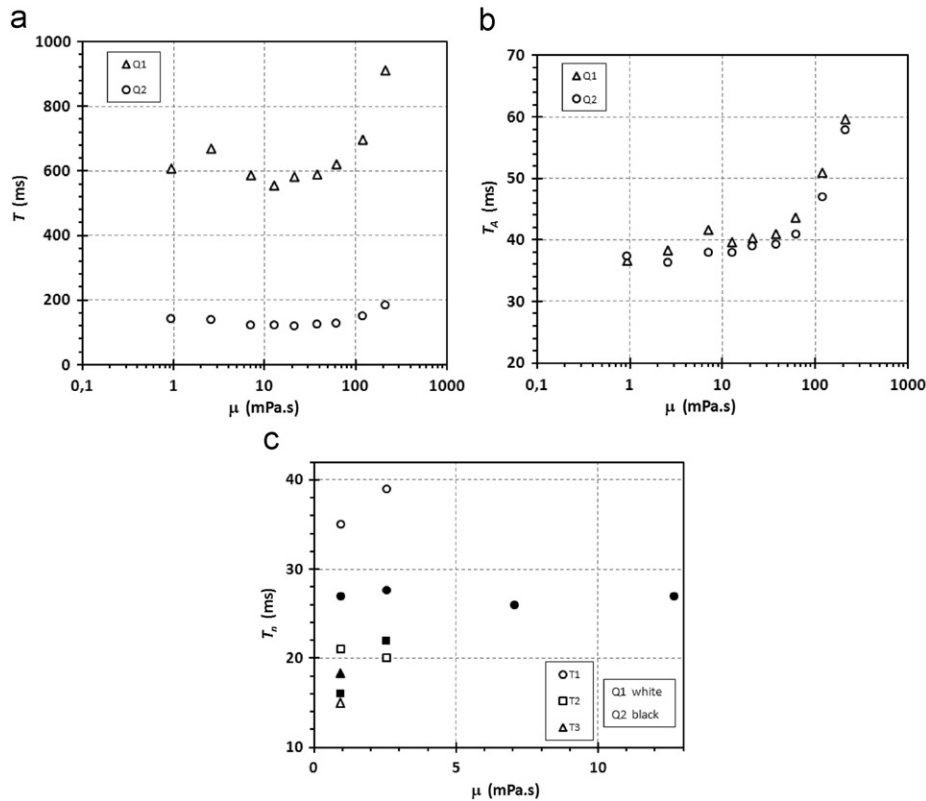 a
1000
800
600
400
200
0
T (ms)
Q1
Q2
0,1 1 10 100 1000
μ (mPa.s)
b
70
60
50
40
30
20
T_A (ms)
Q1
Q2
0,1 1 10 100 1000
μ (mPa.s)
c
40
30
20
10
T_n (ms)
T1
T2
T3
Q1 white
Q2 black
0 5 10
μ (mPa.s)